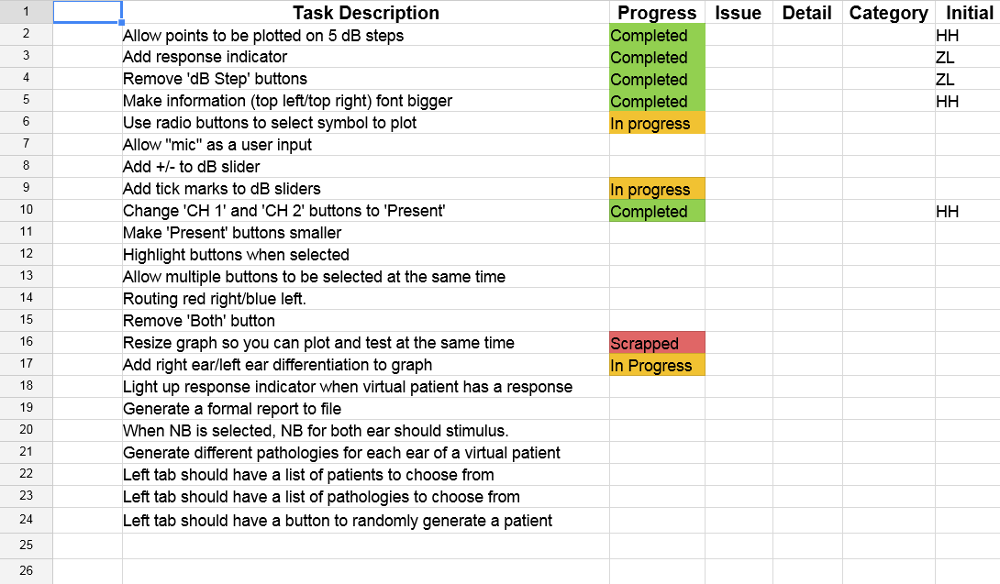 1 Task Description Progress Issue Detail Category Initial
2 Allow points to be plotted on 5 dB steps Completed HH
3 Add response indicator Completed ZL
4 Remove 'dB Step' buttons Completed ZL
5 Make information (top left/top right) font bigger Completed HH
6 Use radio buttons to select symbol to plot In progress
7 Allow "mic" as a user input
8 Add +/- to dB slider
9 Add tick marks to dB sliders In progress
10 Change 'CH 1' and 'CH 2' buttons to 'Present' Completed HH
11 Make 'Present' buttons smaller
12 Highlight buttons when selected
13 Allow multiple buttons to be selected at the same time
14 Routing red right/blue left.
15 Remove 'Both' button
16 Resize graph so you can plot and test at the same time Scrapped
17 Add right ear/left ear differentiation to graph In Progress
18 Light up response indicator when virtual patient has a response
19 Generate a formal report to file
20 When NB is selected, NB for both ear should stimulus.
21 Generate different pathologies for each ear of a virtual patient
22 Left tab should have a list of patients to choose from
23 Left tab should have a list of pathologies to choose from
24 Left tab should have a button to randomly generate a patient
25
26